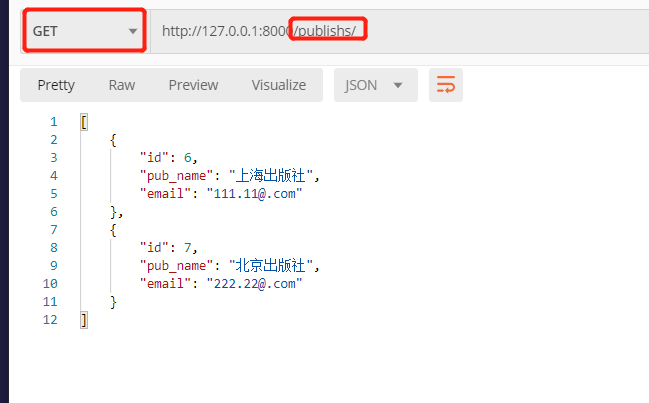 GET http://127.0.0.1:8000/publishs/
Pretty Raw Preview Visualize JSON
1 [
2 {
3 "id": 6,
4 "pub_name": "上海出版社",
5 "email": "111.11@.com"
6 },
7 {
8 "id": 7,
9 "pub_name": "北京出版社",
10 "email": "222.22@.com"
11 }
12 ]